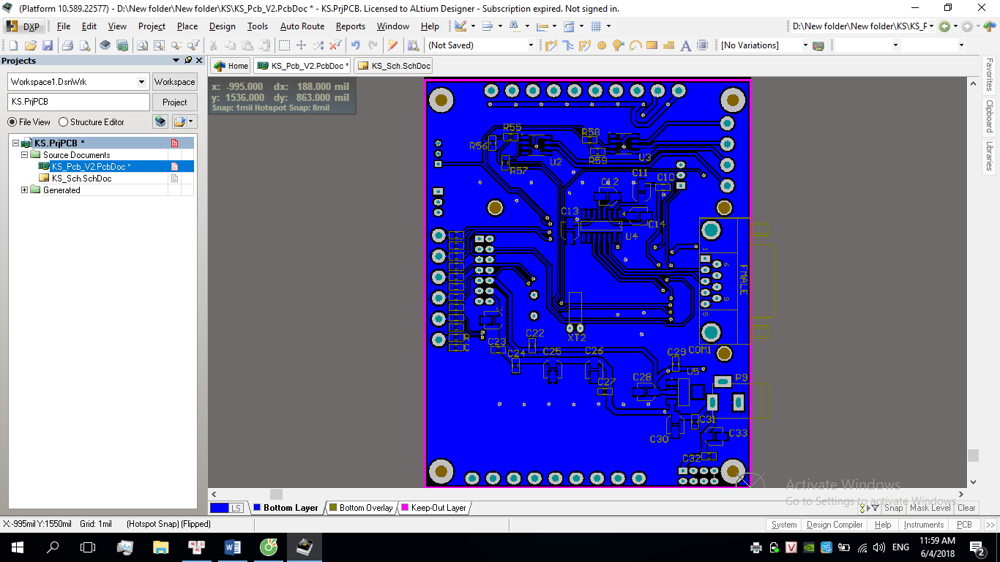 (Platform 10.589.22577) - D:\New folder\New folder\KS\KS_Pcb_V2.PcbDoc * - KS.PrjPCB. Licensed to ALtium Designer - Subscription expired. Not signed in.
DXP File Edit View Project Place Design Tools Auto Route Reports Window Help D:\New folder\New folder\KS\KS_F
(Not Saved) [No Variations]
Projects
Home KS_Pcb_V2.PcbDoc * KS_Sch.SchDoc
Workspace1.DsnWrk Workspace
KS.PrjPCB Project
File View Structure Editor
KS.PrjPCB *
Source Documents
KS_Pcb_V2.PcbDoc *
KS_Sch.SchDoc
Generated
x: -995.000 dx: 188.000 mil
y: 1536.000 dy: 863.000 mil
Snap: 1mil Hotspot Snap: 8mil
Favorites
Clipboard
Libraries
R55
R56
R57
U2
R58
R59
U3
C10
C11
C12
C13
C14
U4
1
6
9
5
FMALE
COM1
XT2
R
C
C22
C23
C24
C25
C26
C27
C28
C29
U5
P9
C30
C31
C32
C33
Activate Windows
Go to Settings to activate Windows.
LS Bottom Layer Bottom Overlay Keep-Out Layer Snap Mask Level Clear
X:-995mil Y:1550mil Grid: 1mil (Hotspot Snap) (Flipped) System Design Compiler Help Instruments PCB >>
ENG
11:59 AM
6/4/2018
2